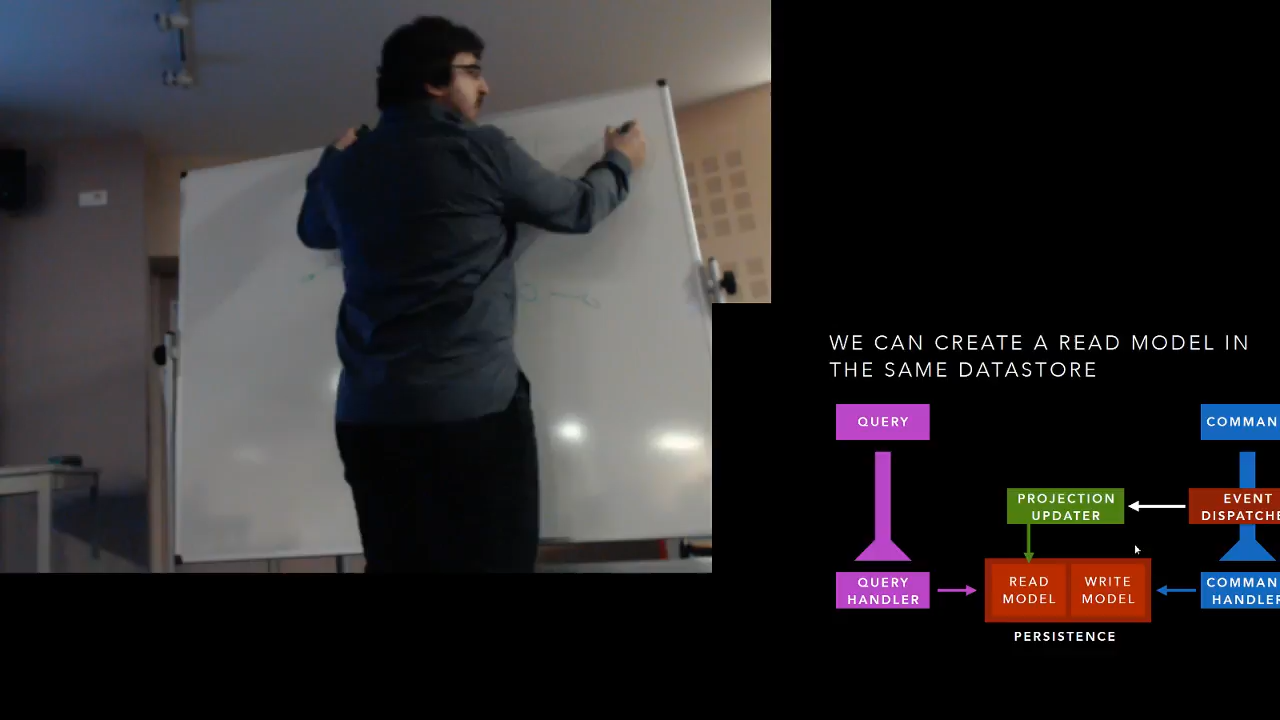 WE CAN CREATE A READ MODEL IN
THE SAME DATASTORE
QUERY
COMMAN
PROJECTION
UPDATER
EVENT
DISPATCHE
QUERY
HANDLER
READ
MODEL
WRITE
MODEL
COMMAN
HANDLER
PERSISTENCE